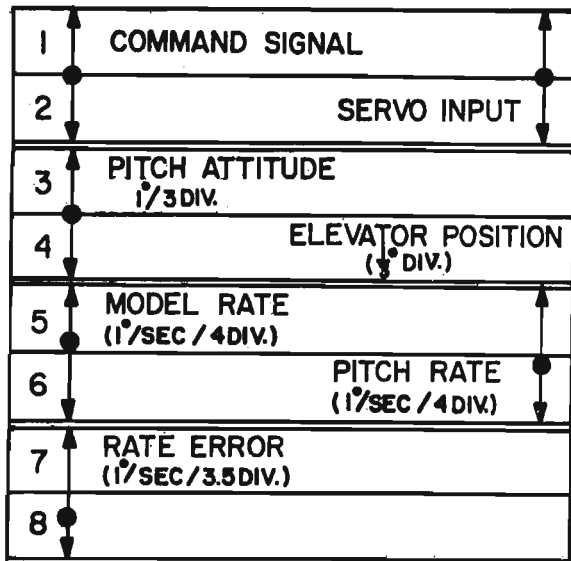 1 COMMAND SIGNAL
2 SERVO INPUT
3 PITCH ATTITUDE
1°/3 DIV.
4 ELEVATOR POSITION
DIV.)
5 MODEL RATE
(1°/SEC / 4 DIV.)
6 PITCH RATE
(1°/SEC / 4 DIV.)
7 RATE ERROR
(1°/SEC / 3.5 DIV.)
8